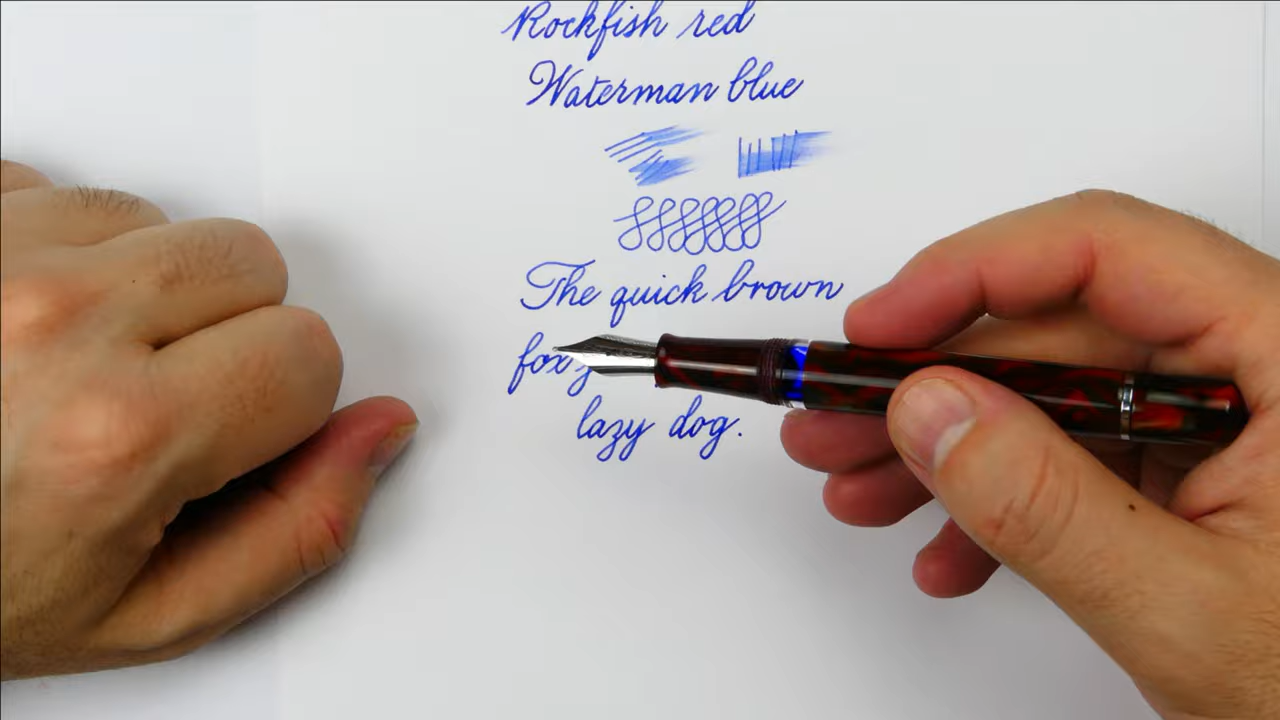 Rockfish red
Waterman blue
The quick brown
fox
lazy dog.